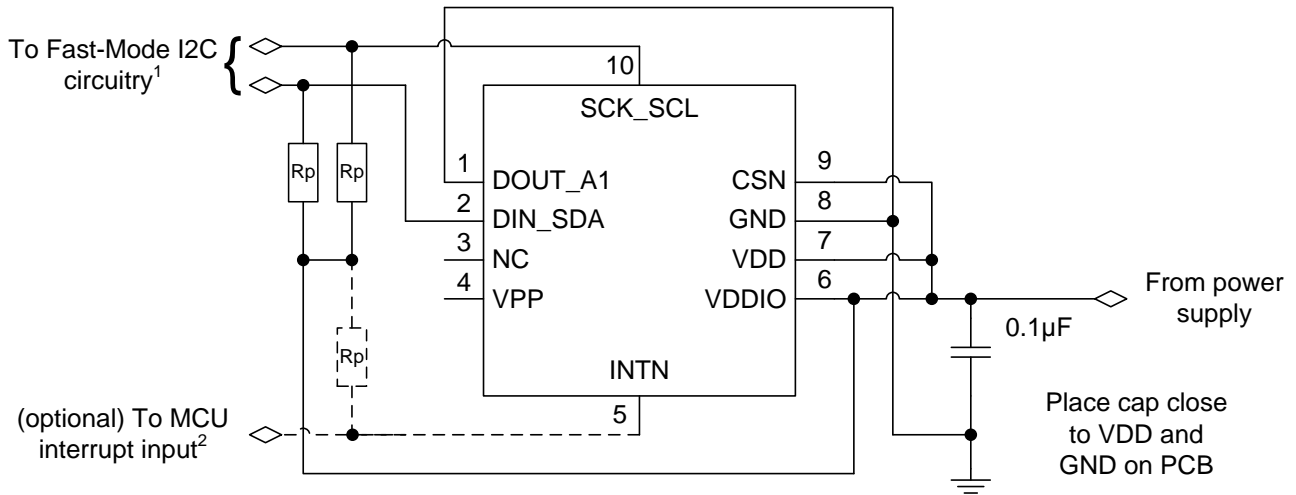 To Fast-Mode I2C
circuitry1
10
SCK_SCL
Rp
Rp
1
DOUT_A1
2
DIN_SDA
3
NC
4
VPP
9
CSN
8
GND
7
VDD
6
VDDIO
From power
supply
0.1µF
Rp
INTN
5
(optional) To MCU
interrupt input2
Place cap close
to VDD and
GND on PCB